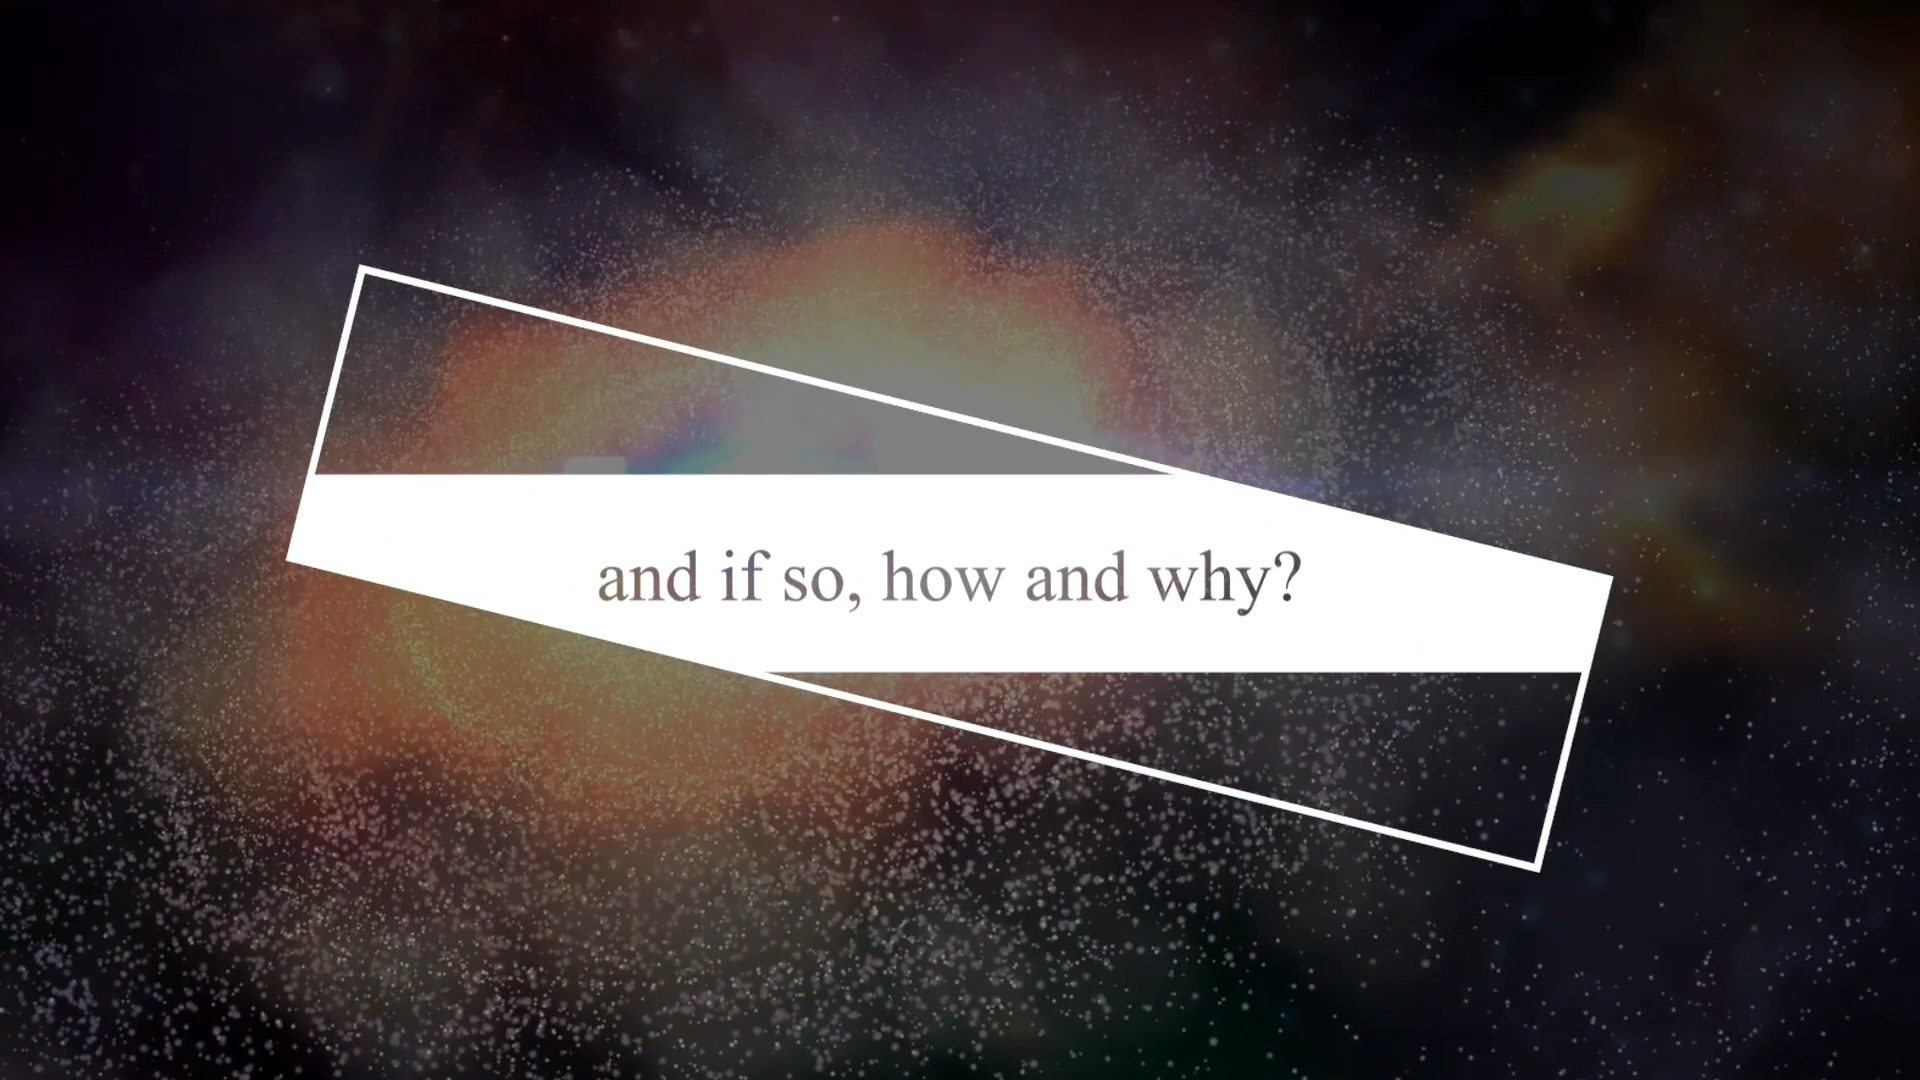 and if so, how and why?